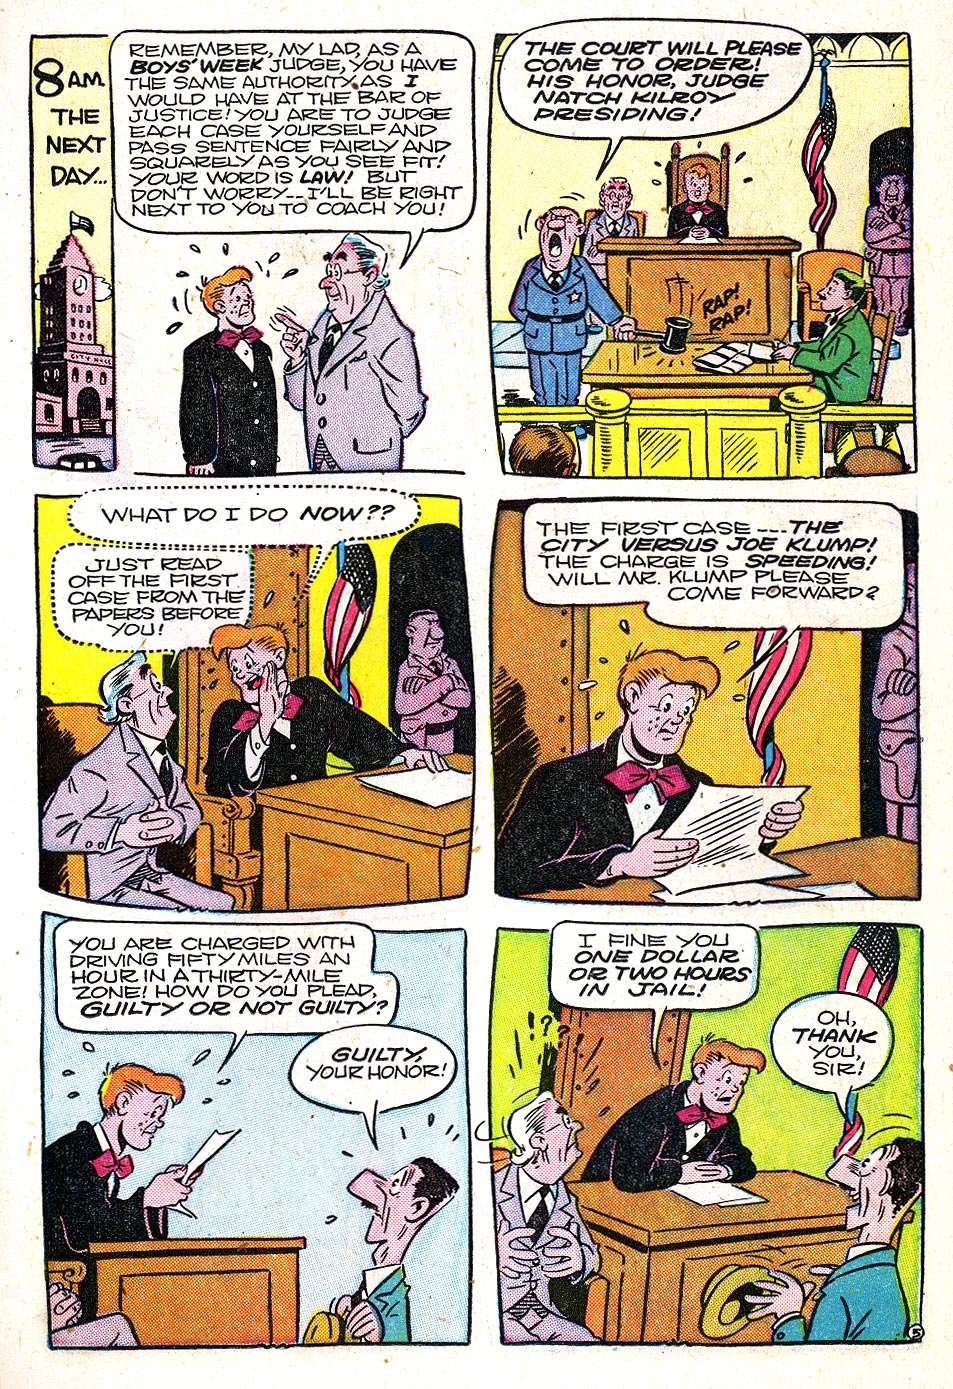 8 A.M.
THE
NEXT
DAY...
REMEMBER, MY LAD, AS A
BOYS' WEEK JUDGE, YOU HAVE
THE SAME AUTHORITY AS I
WOULD HAVE AT THE BAR OF
JUSTICE! YOU ARE TO JUDGE
EACH CASE YOURSELF AND
PASS SENTENCE FAIRLY AND
SQUARELY AS YOU SEE FIT!
YOUR WORD IS LAW! BUT
DON'T WORRY-- I'LL BE RIGHT
NEXT TO YOU TO COACH YOU!
CITY HALL
THE COURT WILL PLEASE
COME TO ORDER!
HIS HONOR, JUDGE
NATCH KILROY
PRESIDING!
RAP!
RAP!
WHAT DO I DO NOW??
JUST READ
OFF THE FIRST
CASE FROM THE
PAPERS BEFORE
YOU!
THE FIRST CASE --- THE
CITY VERSUS JOE KLUMP!
THE CHARGE IS SPEEDING!
WILL MR. KLUMP PLEASE
COME FORWARD?
YOU ARE CHARGED WITH
DRIVING FIFTY MILES AN
HOUR IN A THIRTY-MILE
ZONE! HOW DO YOU PLEAD,
GUILTY OR NOT GUILTY?
GUILTY,
YOUR HONOR!
I FINE YOU
ONE DOLLAR
OR TWO HOURS
IN JAIL!
!???
OH,
THANK
YOU,
SIR!
5